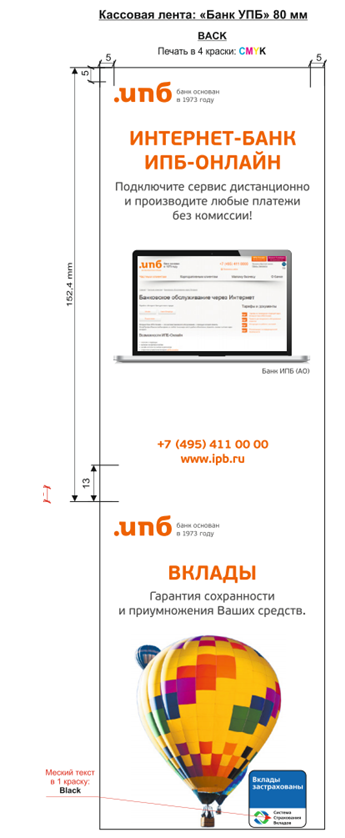 Кассовая лента: «Банк УПБ» 80 мм
BACK
Печать в 4 краски: CMYK
5
5
5
.ипб банк основан
в 1973 году
ИНТЕРНЕТ-БАНК
ИПБ-ОНЛАЙН
Подключите сервис дистанционно
и производите любые платежи
без комиссии!
152,4 mm
.ипб
Банковское обслуживание через Интернет
Банк ИПБ (АО)
+7 (495) 411 00 00
www.ipb.ru
13
.ипб банк основан
в 1973 году
ВКЛАДЫ
Гарантия сохранности
и приумножения Ваших средств.
Меский текст
в 1 краску:
Black
Вклады
застрахованы
Система
Страхования
Вкладов